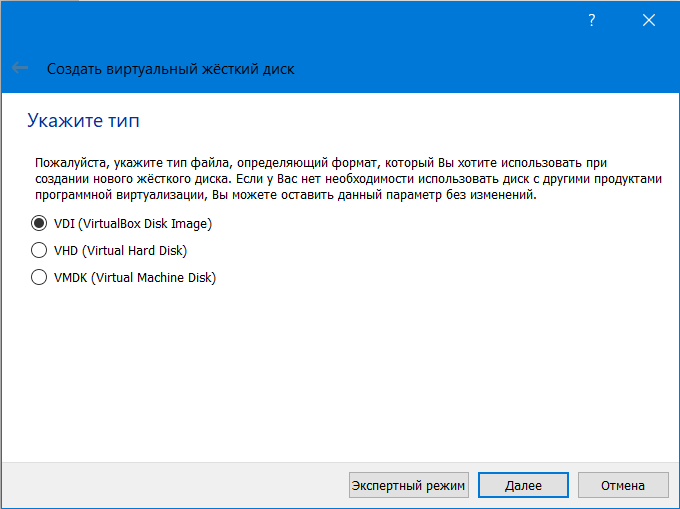 ?
Создать виртуальный жёсткий диск
Укажите тип
Пожалуйста, укажите тип файла, определяющий формат, который Вы хотите использовать при
создании нового жёсткого диска. Если у Вас нет необходимости использовать диск с другими продуктами
программной виртуализации, Вы можете оставить данный параметр без изменений.
VDI (VirtualBox Disk Image)
VHD (Virtual Hard Disk)
VMDK (Virtual Machine Disk)
Экспертный режим Далее Отмена